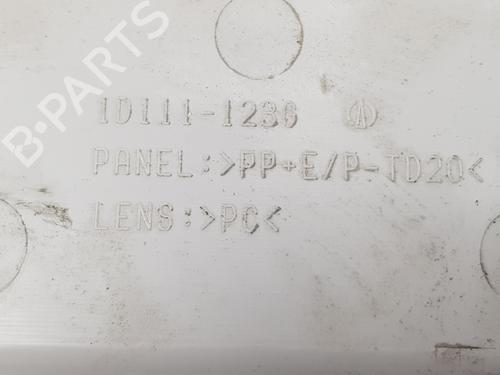 B-PARTS
1D111-1236
PANEL:>PP+E/P-TD20<
LENS:>PC<